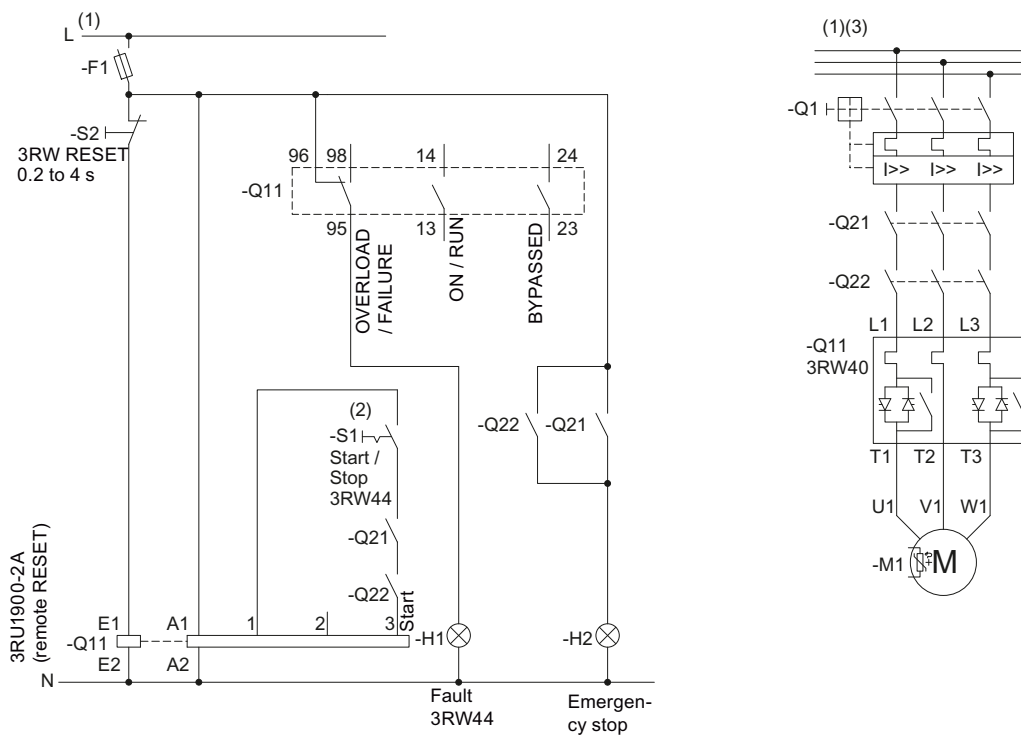 L (1)
-F1
-S2
3RW RESET
0.2 to 4 s
96 98 14 24
-Q11
95 13 23
OVERLOAD
/ FAILURE
ON / RUN
BYPASSED
(2)
-S1
Start /
Stop
3RW44
-Q21
-Q22
Start
-Q22 -Q21
3RU1900-2A
(remote RESET)
E1 A1 1 2 3
-Q11
E2 A2
-H1
-H2
N
Fault
3RW44
Emergen-
cy stop
(1)(3)
-Q1
I>> I>> I>>
-Q21
-Q22
L1 L2 L3
-Q11
3RW40
T1 T2 T3
U1 V1 W1
-M1
M